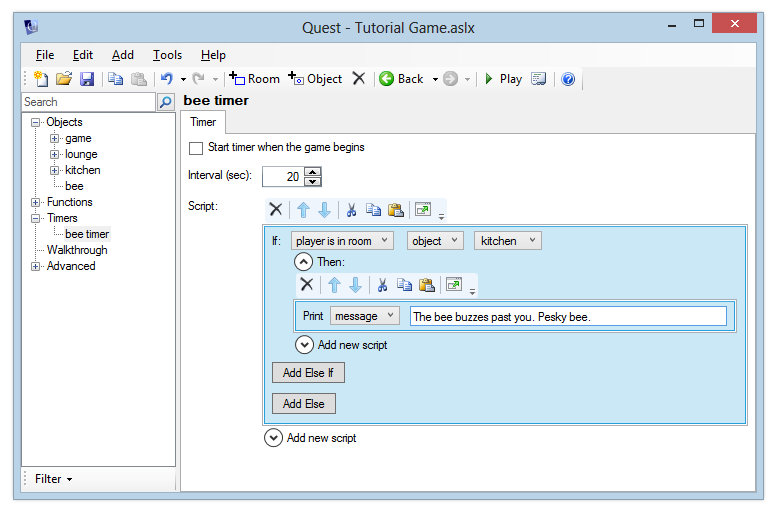 Quest - Tutorial Game.aslx
File Edit Add Tools Help
Room Object Back Play
Search
bee timer
Objects
game
lounge
kitchen
bee
Functions
Timers
bee timer
Walkthrough
Advanced
Filter
Timer
Start timer when the game begins
Interval (sec): 20
Script:
If: player is in room object kitchen
Then:
Print message The bee buzzes past you. Pesky bee.
Add new script
Add Else If
Add Else
Add new script